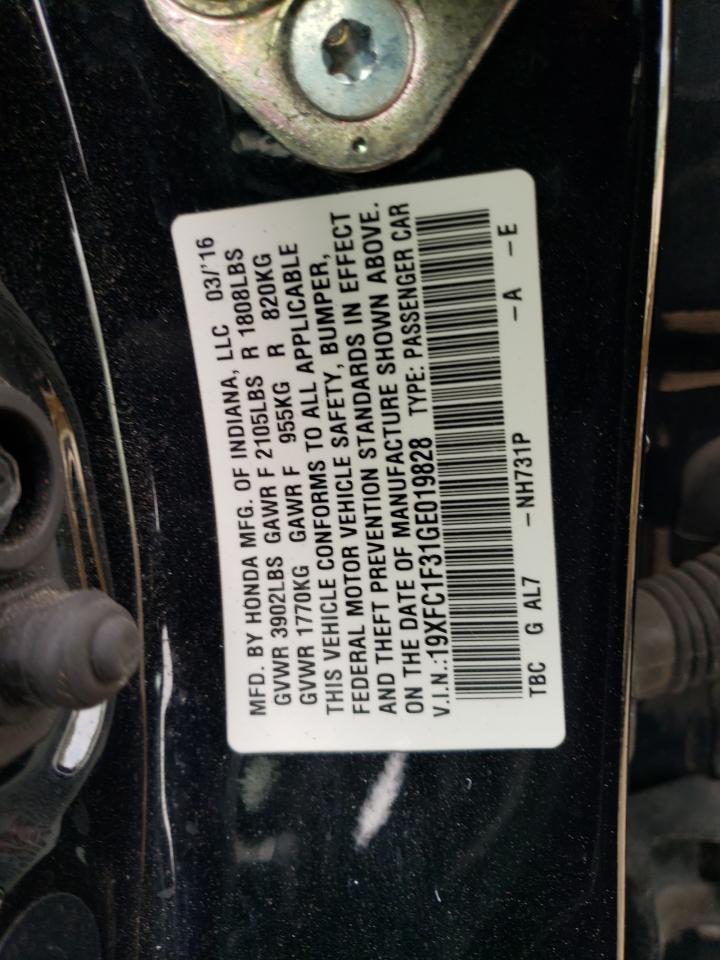 MFD. BY HONDA MFG. OF INDIANA, LLC 03/'16
GVWR 3902LBS GAWR F 2105LBS R 1808LBS
GVWR 1770KG GAWR F 955KG R 820KG
THIS VEHICLE CONFORMS TO ALL APPLICABLE
FEDERAL MOTOR VEHICLE SAFETY, BUMPER,
AND THEFT PREVENTION STANDARDS IN EFFECT
ON THE DATE OF MANUFACTURE SHOWN ABOVE.
V.I.N.:19XFC1F31GE019828 TYPE: PASSENGER CAR
TBC G AL7 -NH731P -A -E